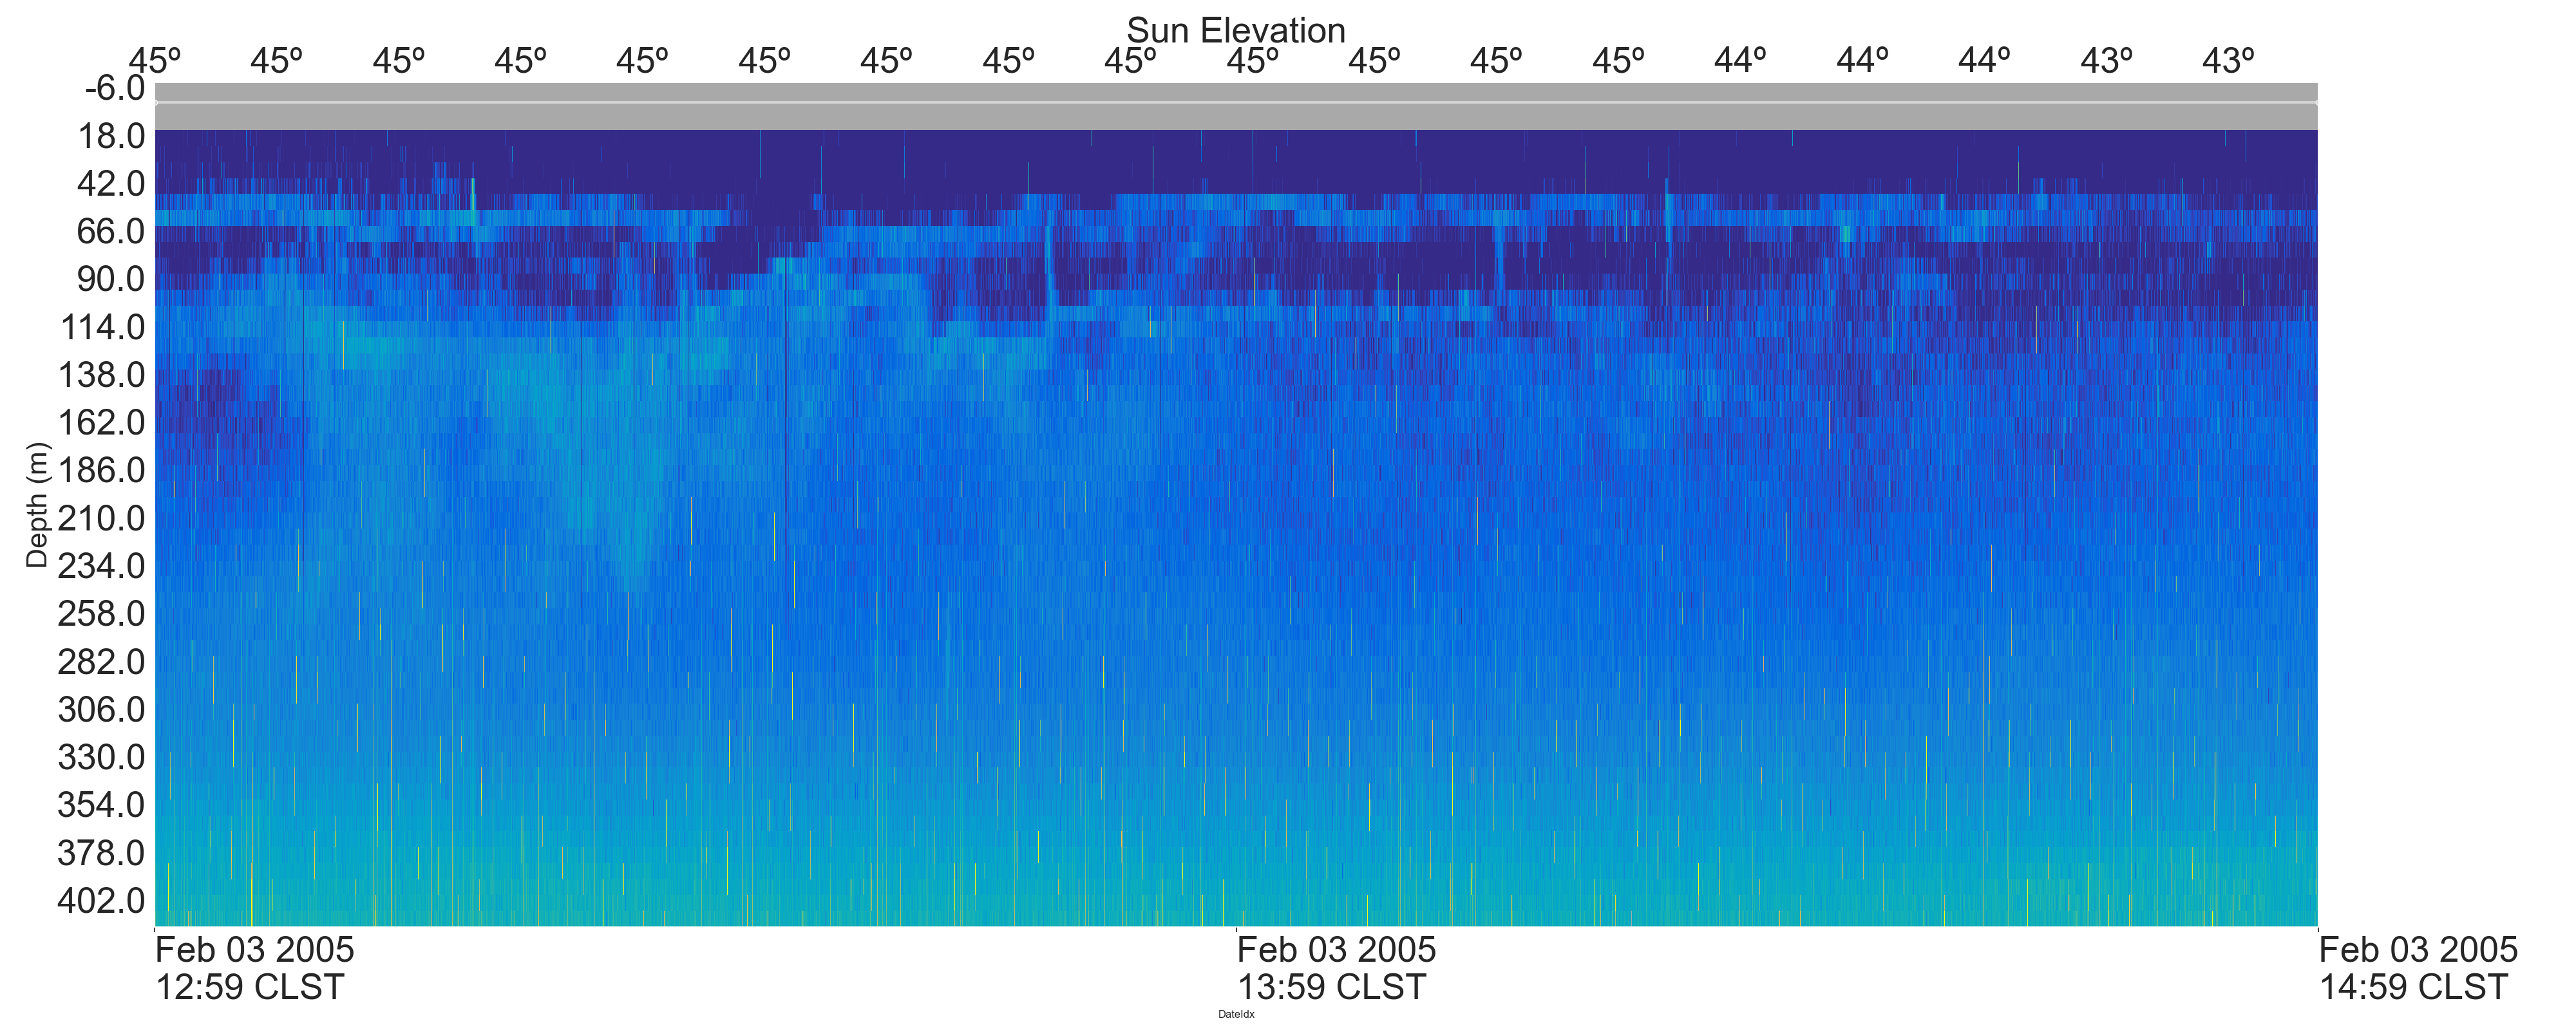 Sun Elevation
45º 45º 45º 45º 45º 45º 45º 45º 45º 45º 45º 45º 45º 44º 44º 44º 43º 43º
-6.0
18.0
42.0
66.0
90.0
114.0
138.0
162.0
186.0
210.0
234.0
258.0
282.0
306.0
330.0
354.0
378.0
402.0
Depth (m)
Feb 03 2005
12:59 CLST
Feb 03 2005
13:59 CLST
Feb 03 2005
14:59 CLST
DateIdx